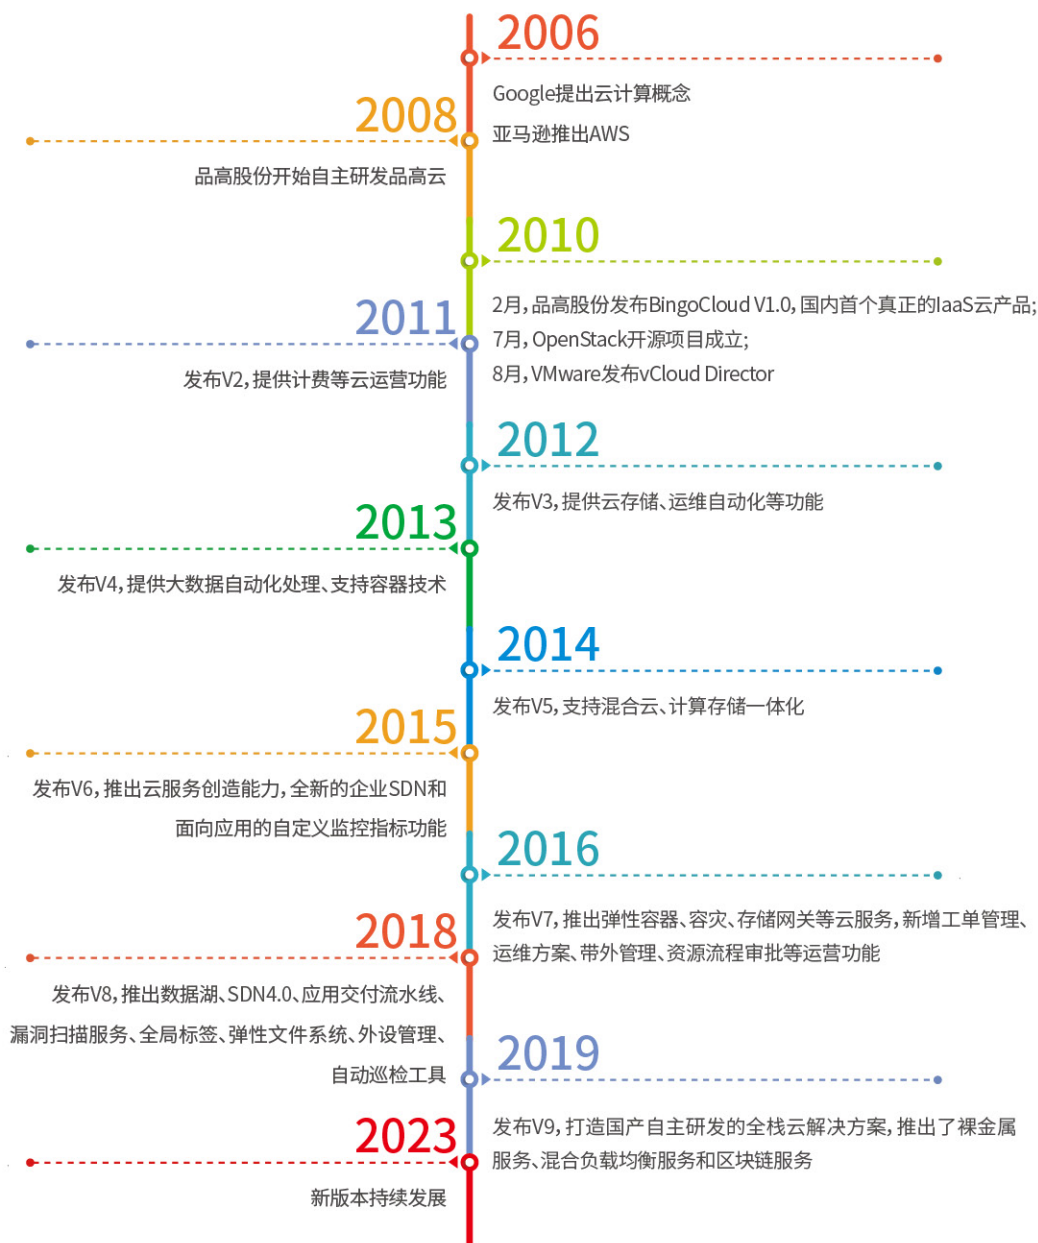 2006
Google提出云计算概念
亚马逊推出AWS
2008
品高股份开始自主研发品高云
2010
2月，品高股份发布BingoCloud V1.0，国内首个真正的IaaS云产品；
7月，OpenStack开源项目成立；
8月，VMware发布vCloud Director
2011
发布V2，提供计费等云运营功能
2012
发布V3，提供云存储、运维自动化等功能
2013
发布V4，提供大数据自动化处理、支持容器技术
2014
发布V5，支持混合云、计算存储一体化
2015
发布V6，推出云服务创造能力，全新的企业SDN和
面向应用的自定义监控指标功能
2016
发布V7，推出弹性容器、容灾、存储网关等云服务，新增工单管理、
运维方案、带外管理、资源流程审批等运营功能
2018
发布V8，推出数据湖、SDN4.0、应用交付流水线、
漏洞扫描服务、全局标签、弹性文件系统、外设管理、
自动巡检工具
2019
发布V9，打造国产自主研发的全栈云解决方案，推出了裸金属
服务、混合负载均衡服务和区块链服务
2023
新版本持续发展